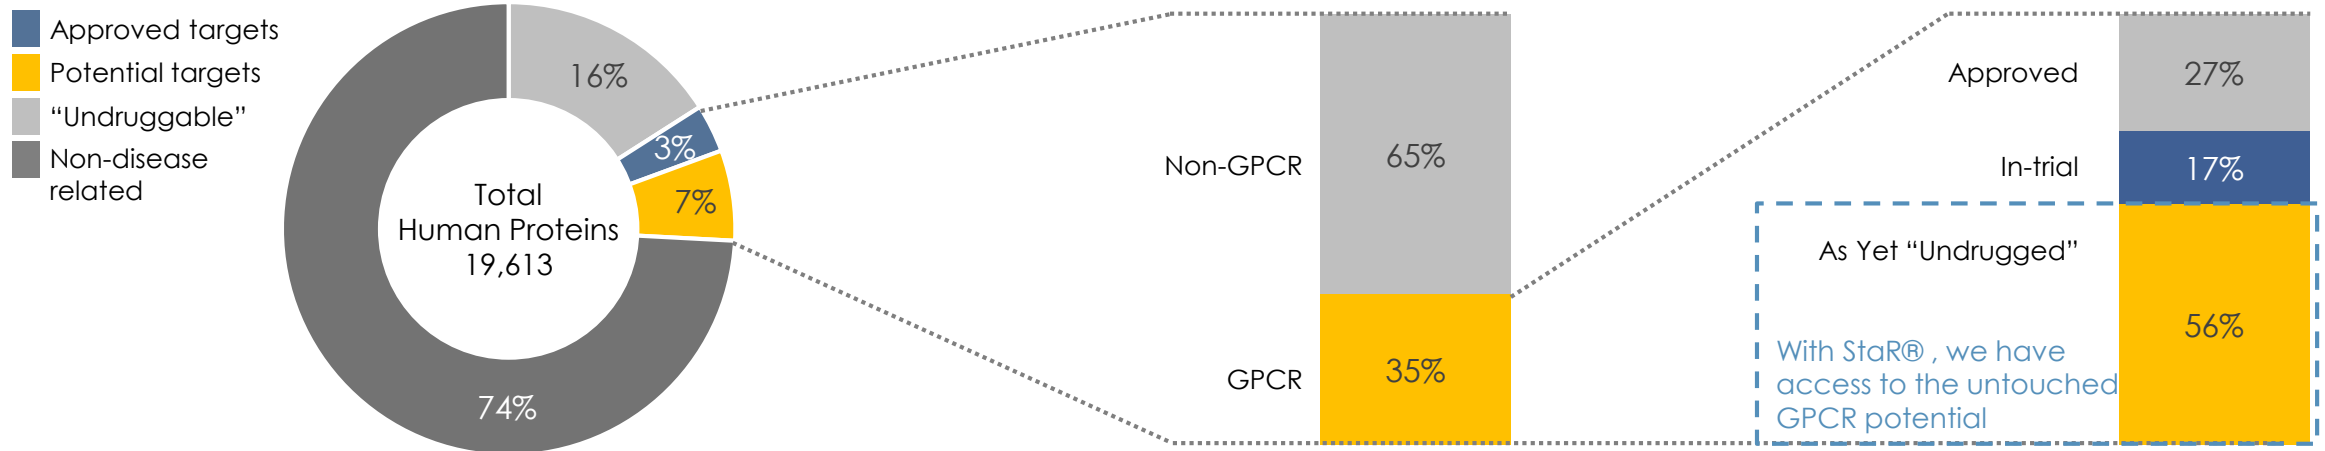 Approved targets
Potential targets
“Undruggable”
Non-disease
related
16%
3%
7%
74%
Total
Human Proteins
19,613
Non-GPCR
65%
GPCR
35%
Approved
27%
In-trial
17%
As Yet “Undrugged”
56%
With StaR® , we have
access to the untouched
GPCR potential